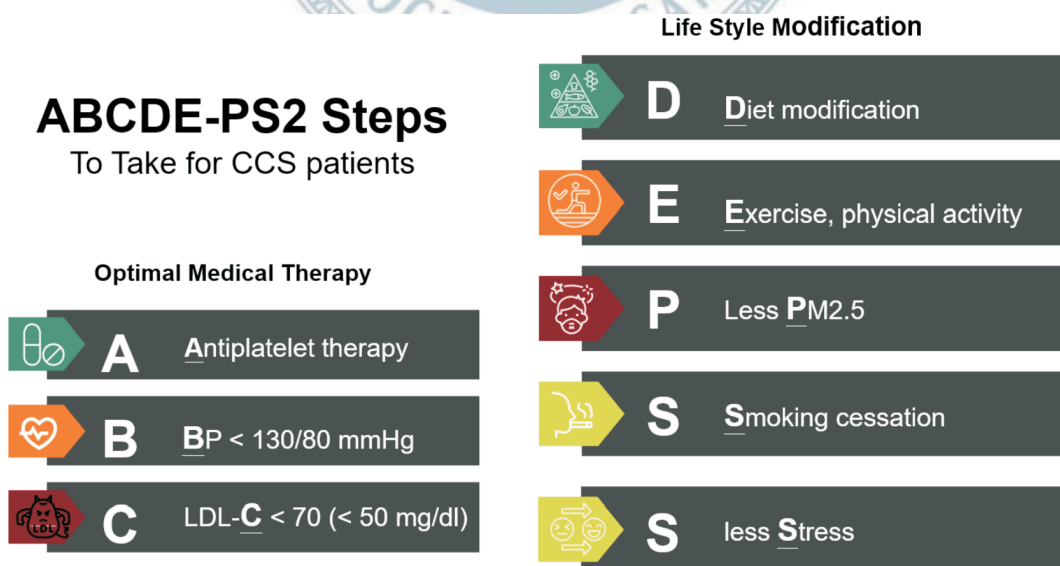 ABCDE-PS2 Steps
To Take for CCS patients
Optimal Medical Therapy
A Antiplatelet therapy
B BP < 130/80 mmHg
LDL
C LDL-C < 70 (< 50 mg/dl)
Life Style Modification
D Diet modification
E Exercise, physical activity
P Less PM2.5
S Smoking cessation
S less Stress